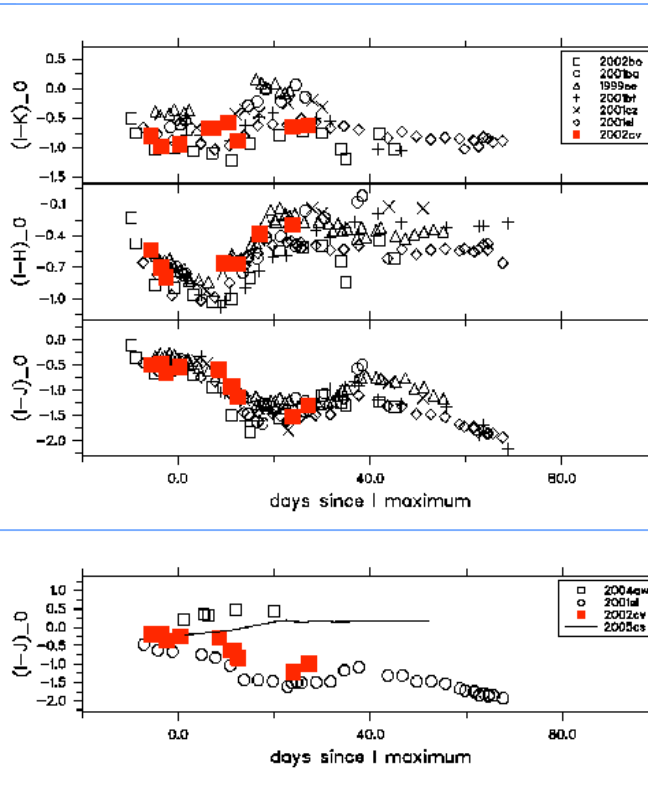 0.5
0.0
-0.5
-1.0
-1.5
(I-K)_0
2002bo
2001ba
1999ee
2001bt
2001cz
2001el
2002cv
-0.1
-0.4
-0.7
-1.0
(I-H)_0
0.0
-0.5
-1.0
-1.5
-2.0
(I-J)_0
0.0 40.0 80.0
days since I maximum
1.0
0.5
0.0
-0.5
-1.0
-1.5
-2.0
(I-J)_0
2004aw
2001el
2002cv
2005cs
0.0 40.0 80.0
days since I maximum